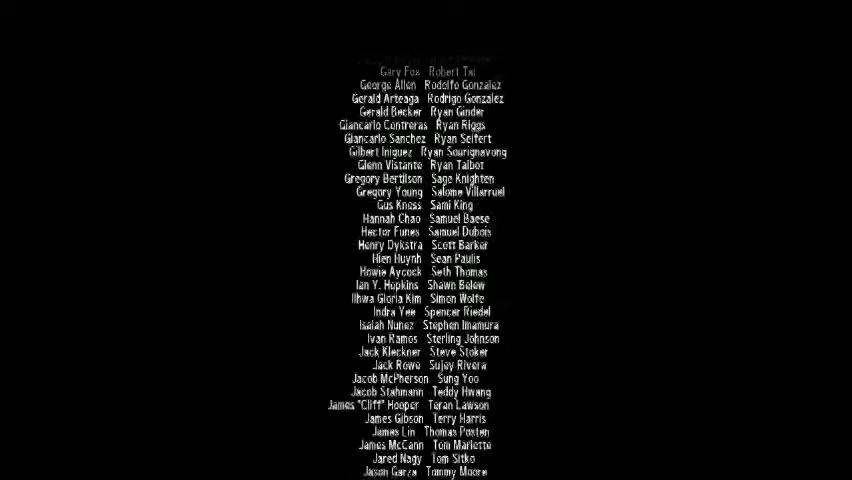 Gary Fox Robert Tai
George Allen Rodolfo Gonzalez
Gerald Arteaga Rodrigo Gonzalez
Gerald Becker Ryan Ginder
Giancarlo Contreras Ryan Riggs
Giancarlo Sanchez Ryan Seifert
Gilbert Iniguez Ryan Sourignavong
Glenn Vistante Ryan Talbot
Gregory Bertilson Sage Knighten
Gregory Young Salome Villarruel
Gus Kness Sami King
Hannah Chao Samuel Baese
Hector Funes Samuel Dubois
Henry Dykstra Scott Barker
Hien Huynh Sean Paulis
Howie Aycock Seth Thomas
Ian Y. Hopkins Shawn Belew
Ilhwa Gloria Kim Simon Wolfe
Indra Yee Spencer Riedel
Isaiah Nunez Stephen Imamura
Ivan Ramos Sterling Johnson
Jack Kleckner Steve Stoker
Jack Rowe Sujey Rivera
Jacob McPherson Sung Yoo
Jacob Stahmann Teddy Hwang
James "Cliff" Hooper Teran Lawson
James Gibson Terry Harris
James Lin Thomas Posten
James McCann Tom Marlette
Jared Nagy Tom Sitko
Jason Garza Tommy Moore